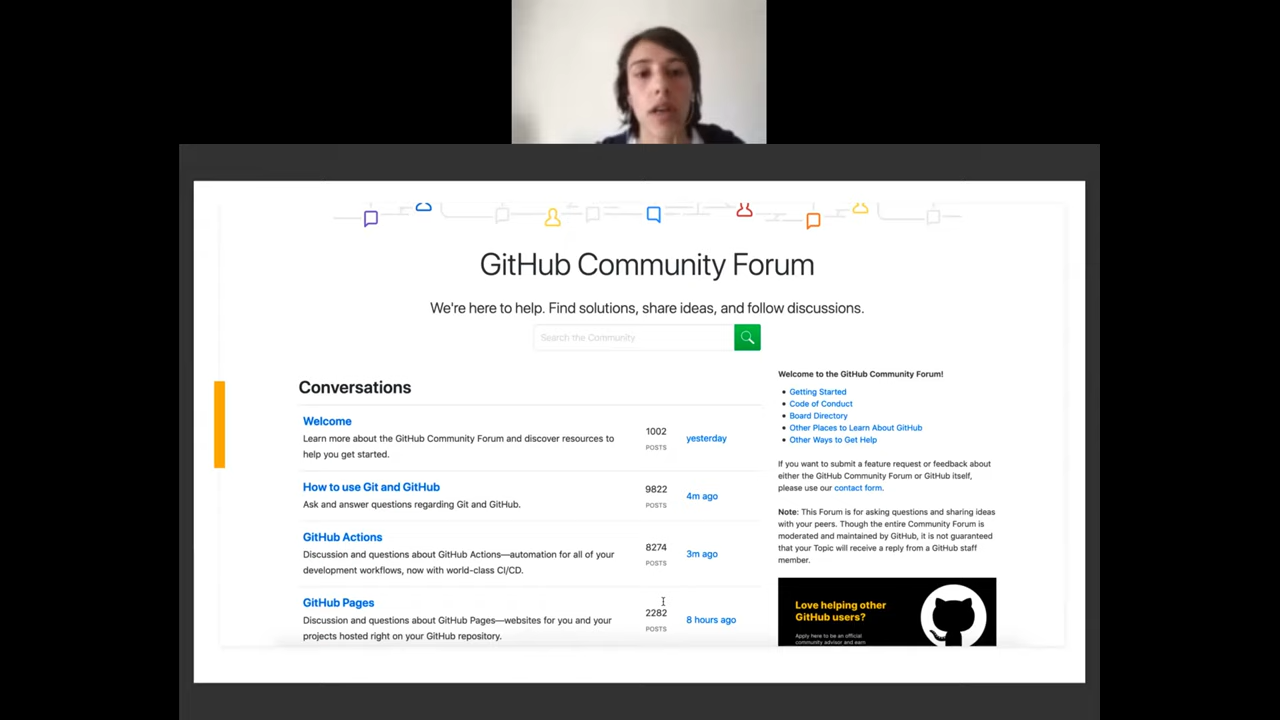 GitHub Community Forum
We're here to help. Find solutions, share ideas, and follow discussions.
Search the Community
Conversations
Welcome
Learn more about the GitHub Community Forum and discover resources to
help you get started.
1002
POSTS
yesterday
How to use Git and GitHub
Ask and answer questions regarding Git and GitHub.
9822
POSTS
4m ago
GitHub Actions
Discussion and questions about GitHub Actions—automation for all of your
development workflows, now with world-class CI/CD.
8274
POSTS
3m ago
GitHub Pages
Discussion and questions about GitHub Pages—websites for you and your
projects hosted right on your GitHub repository.
2282
POSTS
8 hours ago
Welcome to the GitHub Community Forum!
• Getting Started
• Code of Conduct
• Board Directory
• Other Places to Learn About GitHub
• Other Ways to Get Help
If you want to submit a feature request or feedback about
either the GitHub Community Forum or GitHub itself,
please use our contact form.
Note: This Forum is for asking questions and sharing ideas
with your peers. Though the entire Community Forum is
moderated and maintained by GitHub, it is not guaranteed
that your Topic will receive a reply from a GitHub staff
member.
Love helping other
GitHub users?
Apply here to be an official
community advisor and earn